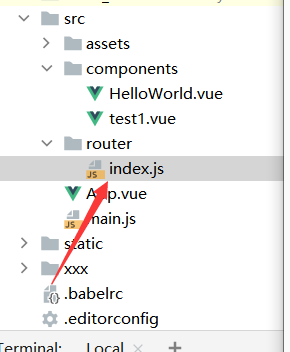 src
assets
components
HelloWorld.vue
test1.vue
router
JS index.js
App.vue
JS main.js
static
xxx
.babelrc
.editorconfig
Terminal: Local × +